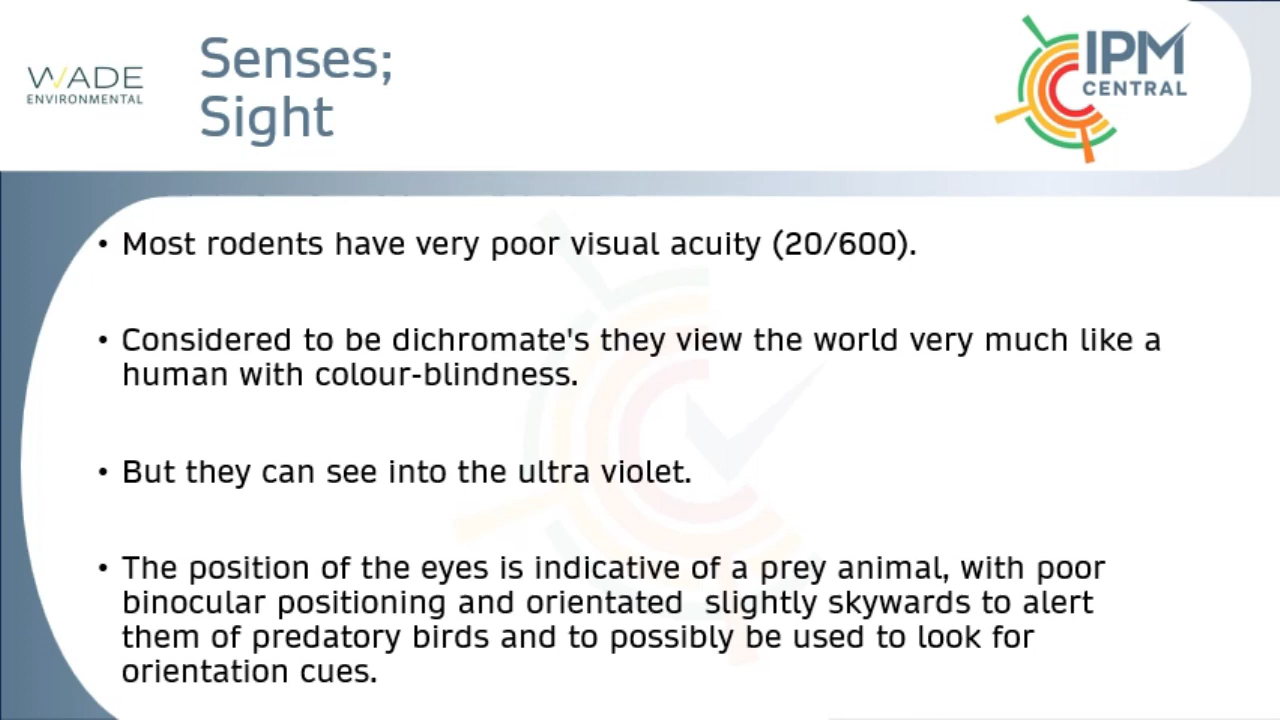 WADE
ENVIRONMENTAL
Senses;
Sight
IPM
CENTRAL
• Most rodents have very poor visual acuity (20/600).
• Considered to be dichromate's they view the world very much like a
human with colour-blindness.
• But they can see into the ultra violet.
• The position of the eyes is indicative of a prey animal, with poor
binocular positioning and orientated  slightly skywards to alert
them of predatory birds and to possibly be used to look for
orientation cues.